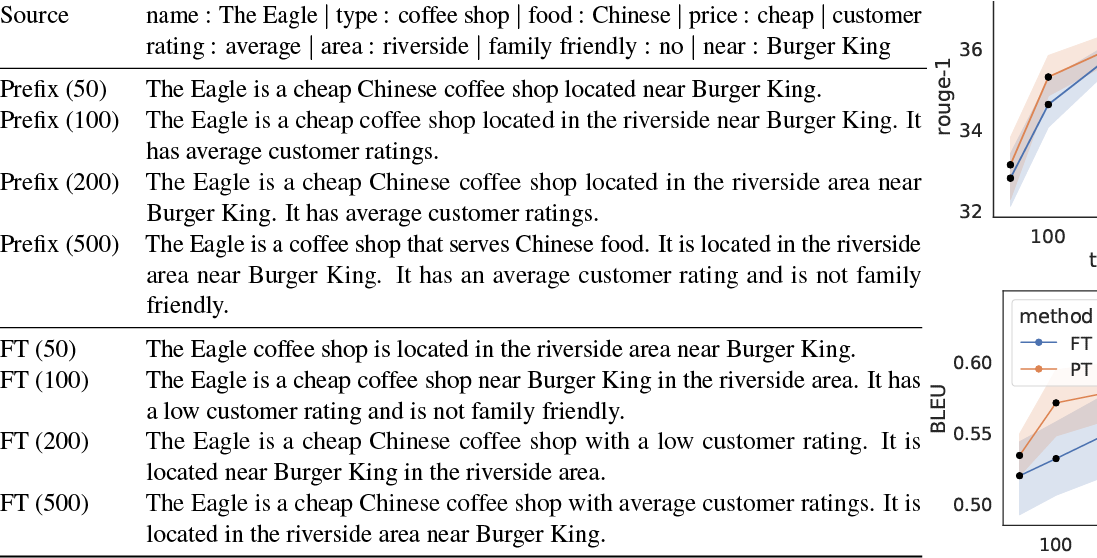 Source name : The Eagle | type : coffee shop | food : Chinese | price : cheap | customer
rating : average | area : riverside | family friendly : no | near : Burger King
Prefix (50) The Eagle is a cheap Chinese coffee shop located near Burger King.
Prefix (100) The Eagle is a cheap coffee shop located in the riverside near Burger King. It
has average customer ratings.
Prefix (200) The Eagle is a cheap Chinese coffee shop located in the riverside area near
Burger King. It has average customer ratings.
Prefix (500) The Eagle is a coffee shop that serves Chinese food. It is located in the riverside
area near Burger King. It has an average customer rating and is not family
friendly.
FT (50) The Eagle coffee shop is located in the riverside area near Burger King.
FT (100) The Eagle is a cheap coffee shop near Burger King in the riverside area. It has
a low customer rating and is not family friendly.
FT (200) The Eagle is a cheap Chinese coffee shop with a low customer rating. It is
located near Burger King in the riverside area.
FT (500) The Eagle is a cheap Chinese coffee shop with average customer ratings. It is
located in the riverside area near Burger King.
rouge-1
36
34
32
100
t
method
FT
PT
BLEU
0.60
0.55
0.50
100